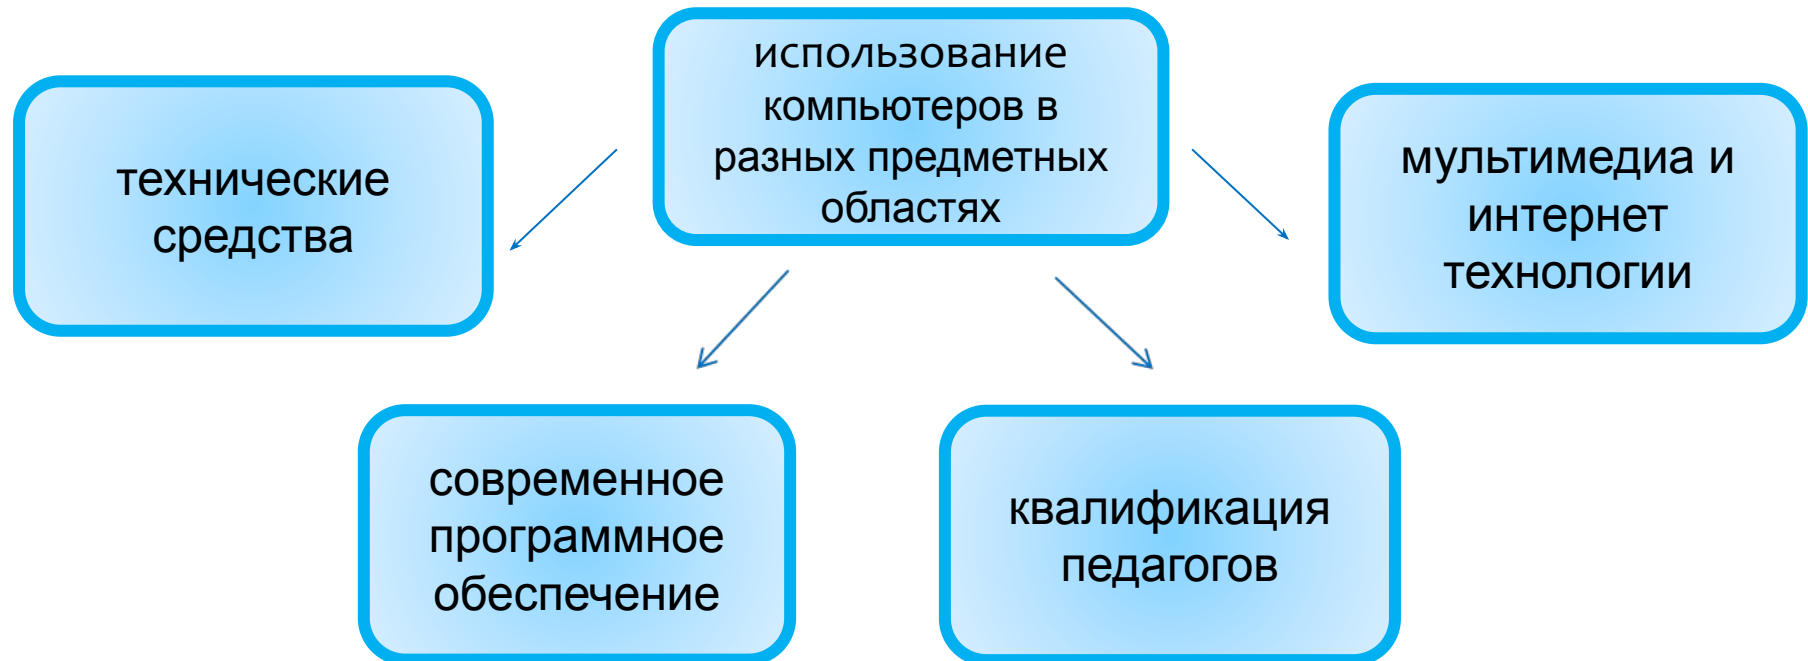 использование
компьютеров в
разных предметных
областях
технические
средства
мультимедиа и
интернет
технологии
современное
программное
обеспечение
квалификация
педагогов